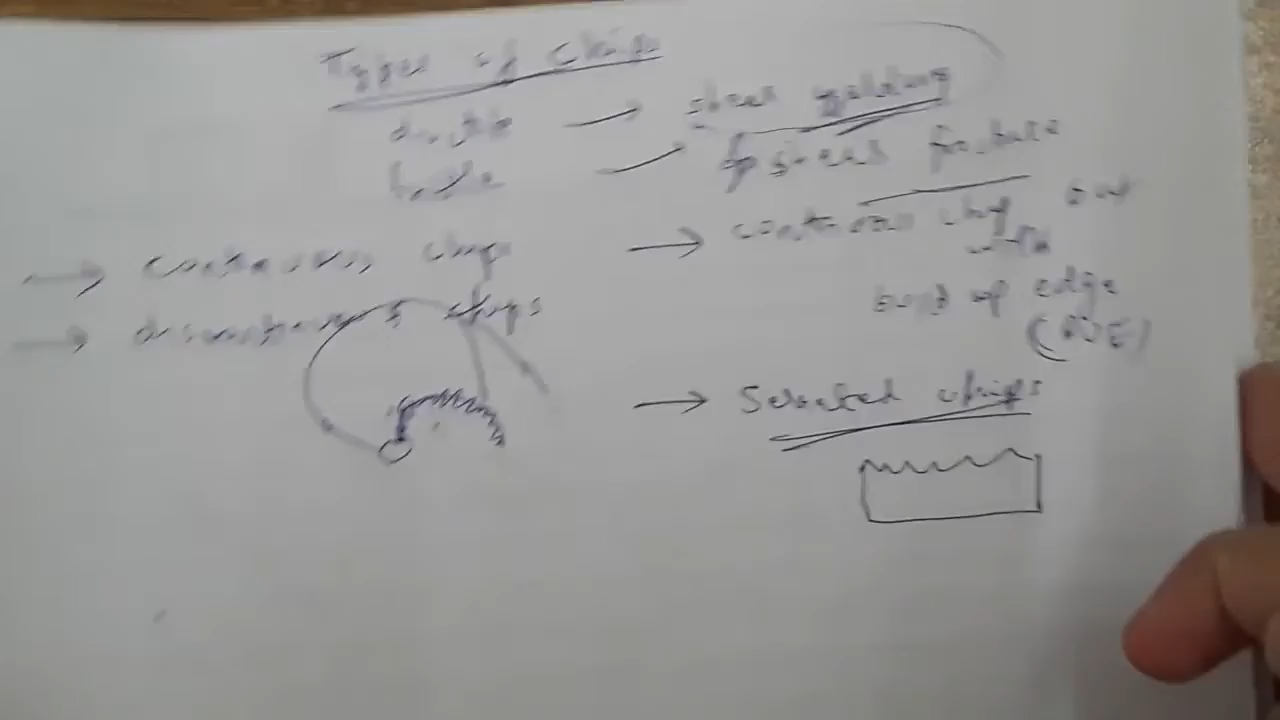 Types of chips
ductile → shear yielding
brittle → shear fracture
→ continuous chips
→ discontinuous chips
→ continuous chip with
built up edge
(BUE)
→ Serrated chips